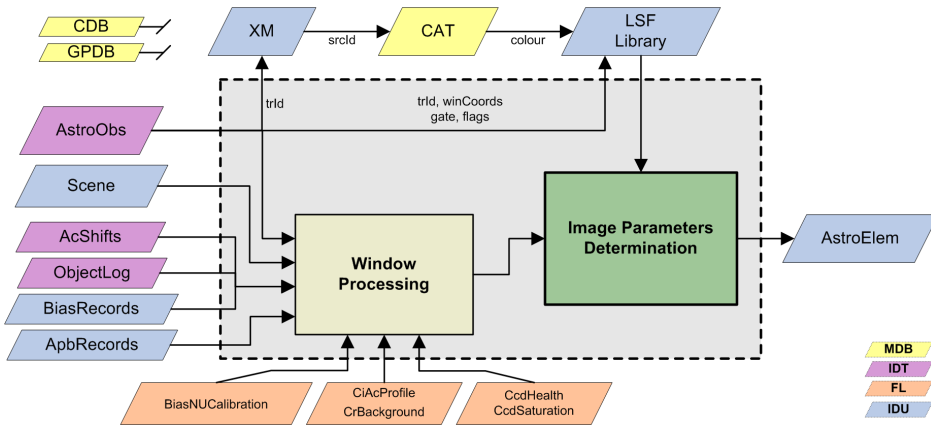 CDB
GPDB
XM
srcId
CAT
colour
LSF
Library
trId
trId, winCoords
gate, flags
AstroObs
Scene
AcShifts
ObjectLog
BiasRecords
ApbRecords
Window
Processing
Image Parameters
Determination
AstroElem
BiasNUCalibration
CiAcProfile
CrBackground
CcdHealth
CcdSaturation
MDB
IDT
FL
IDU